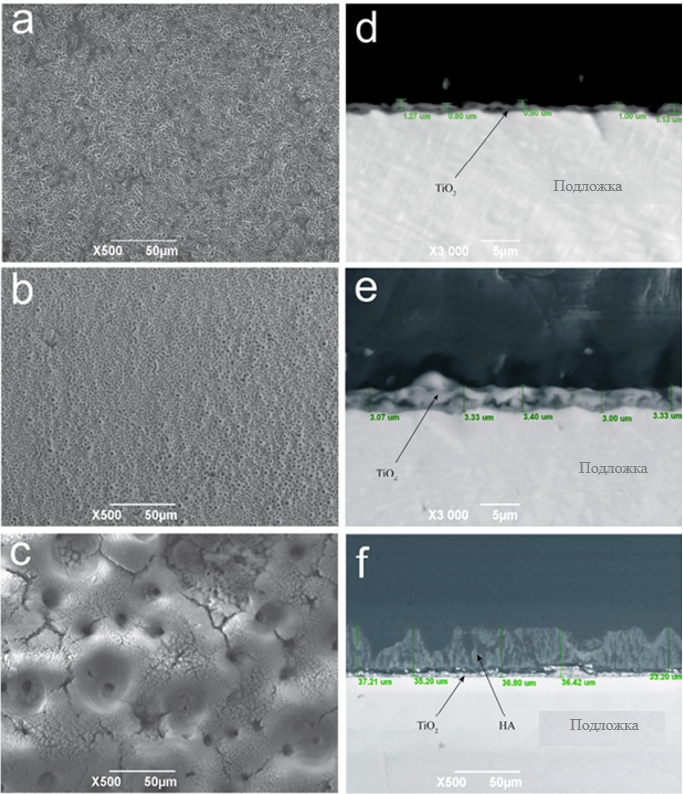 a
X500 50µm
d
1.27 um 0.80 um 0.80 um 1.00 um 1.13 um
TiO2
Подложка
X3 000 5µm
b
X500 50µm
e
3.07 um 3.33 um 3.40 um 3.00 um 3.33 um
TiO2
Подложка
X3 000 5µm
c
X500 50µm
f
37.21 um 35.20 um 36.80 um 36.42 um 33.20 um
TiO2 HA
Подложка
X500 50µm